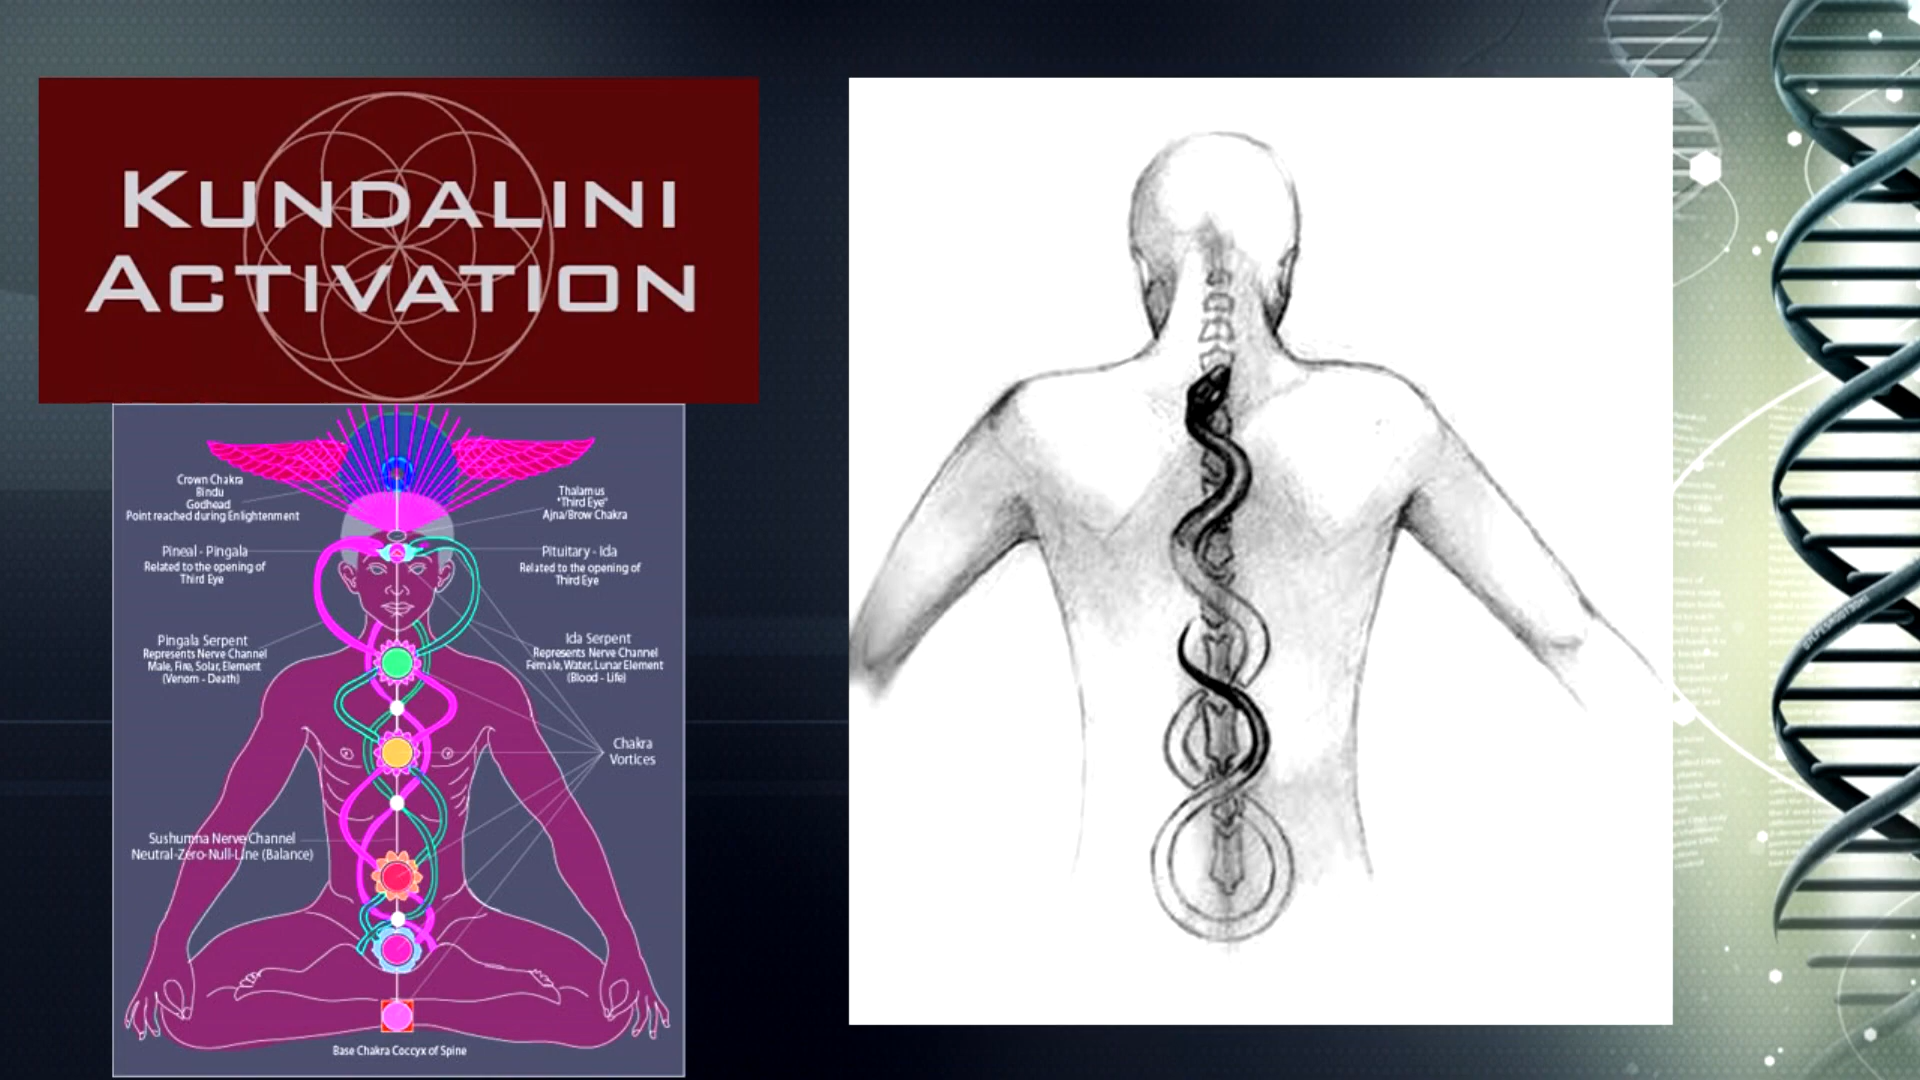 KUNDALINI
ACTIVATION
Crown Chakra
Bindu
Godhead
Point reached during Enlightenment
Thalamus
"Third Eye"
Ajna/Brow Chakra
Pineal - Pingala
Related to the opening of
Third Eye
Pituitary - Ida
Related to the opening of
Third Eye
Pingala Serpent
Represents Nerve Channel
Male, Fire, Solar, Element
(Venom - Death)
Ida Serpent
Represents Nerve Channel
Female, Water, Lunar Element
(Blood - Life)
Chakra
Vortices
Sushumna Nerve Channel
Neutral-Zero-Null-Line (Balance)
Base Chakra Coccyx of Spine